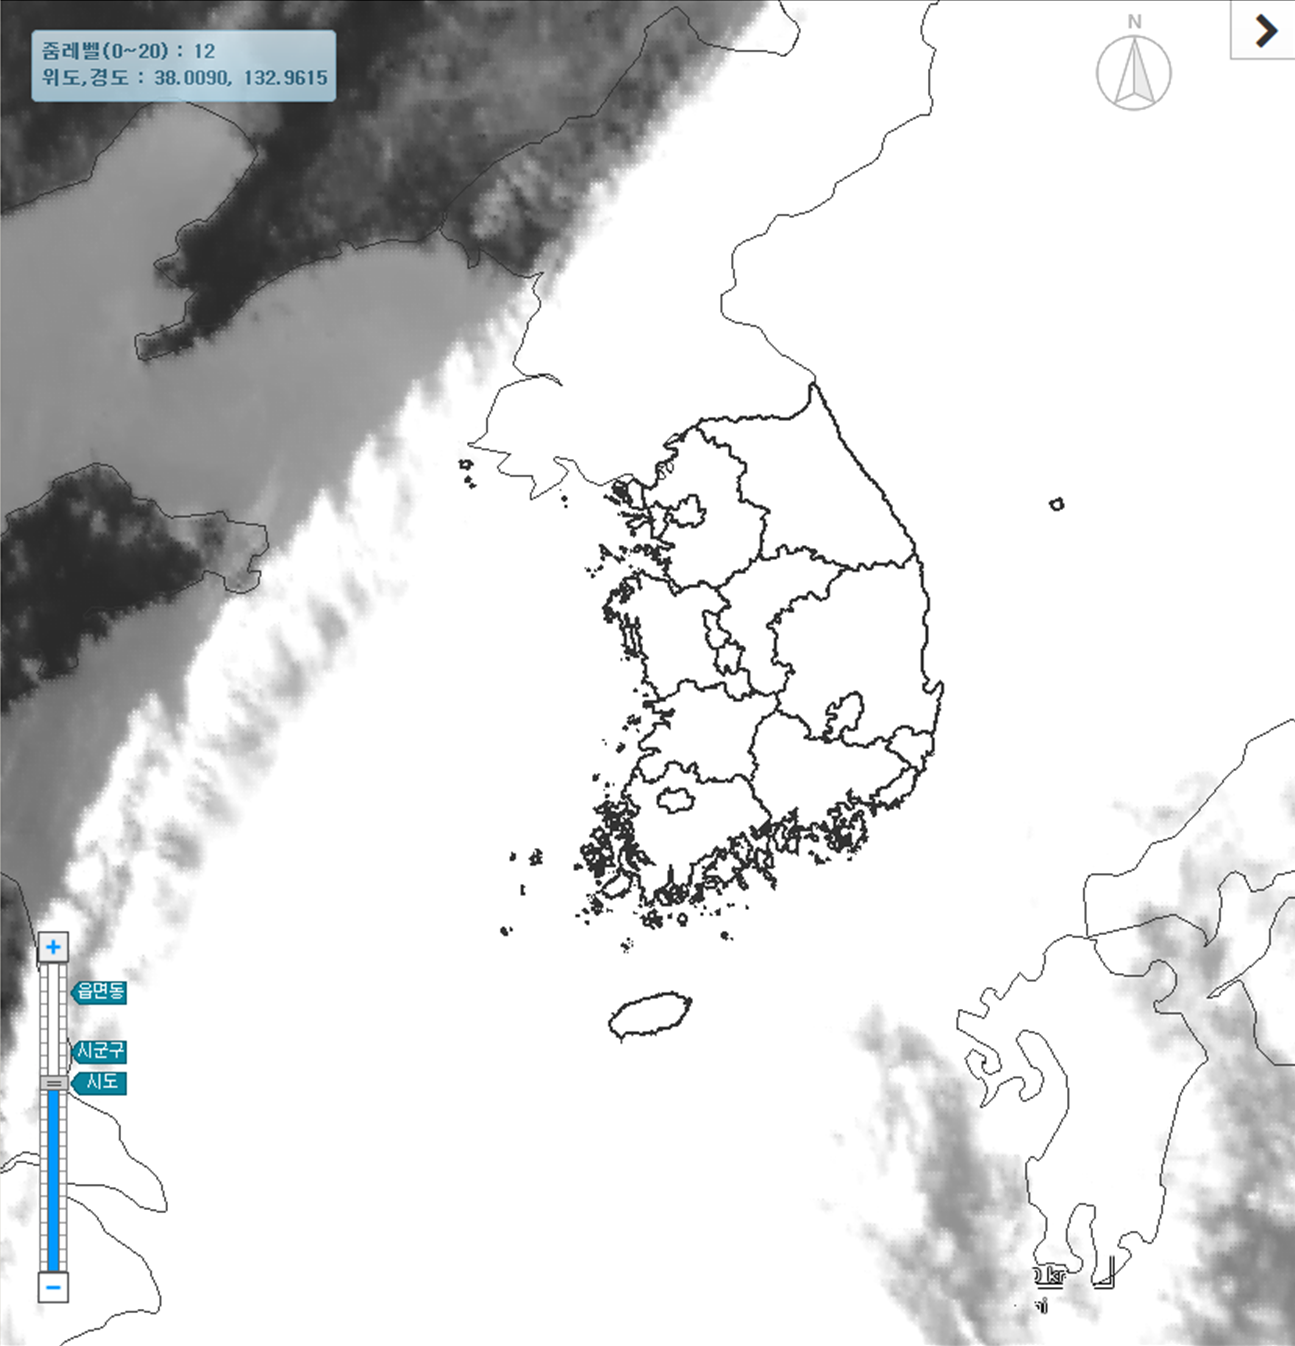 줌레벨(0~20) : 12
위도,경도 : 38.0090, 132.9615
N
+
읍면동
시군구
시도
−